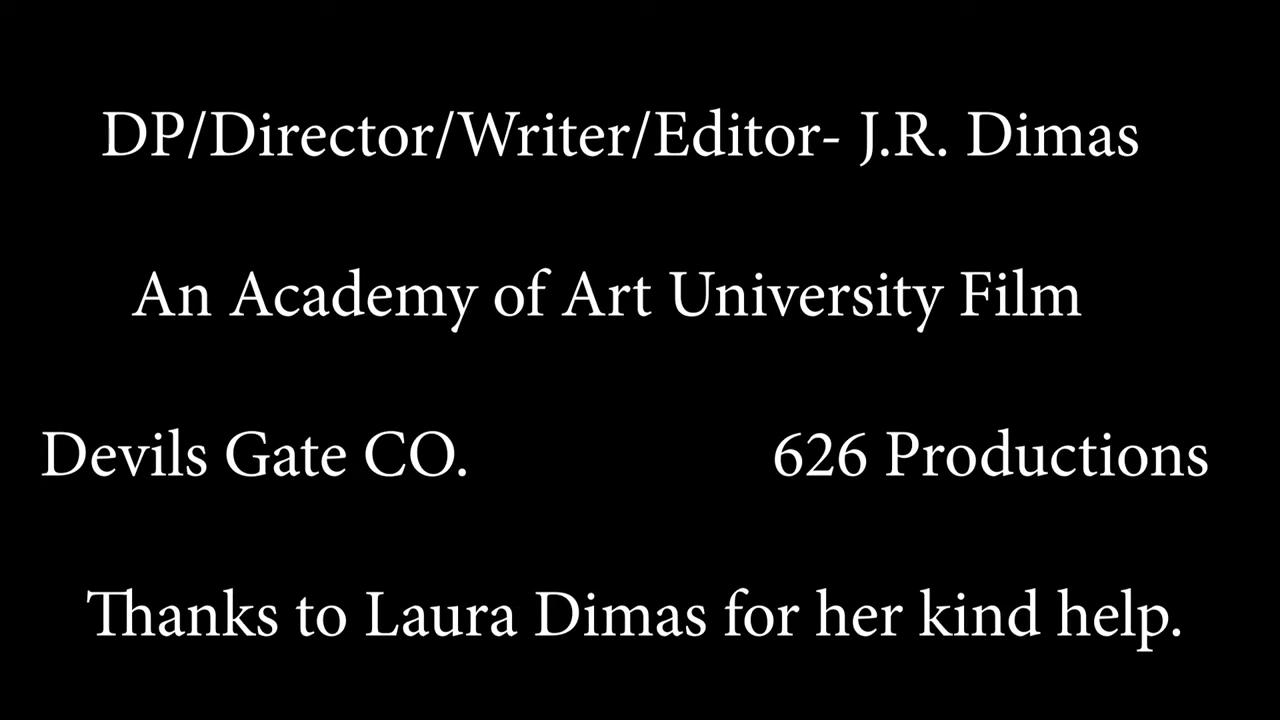 DP/Director/Writer/Editor- J.R. Dimas
An Academy of Art University Film
Devils Gate CO. 626 Productions
Thanks to Laura Dimas for her kind help.